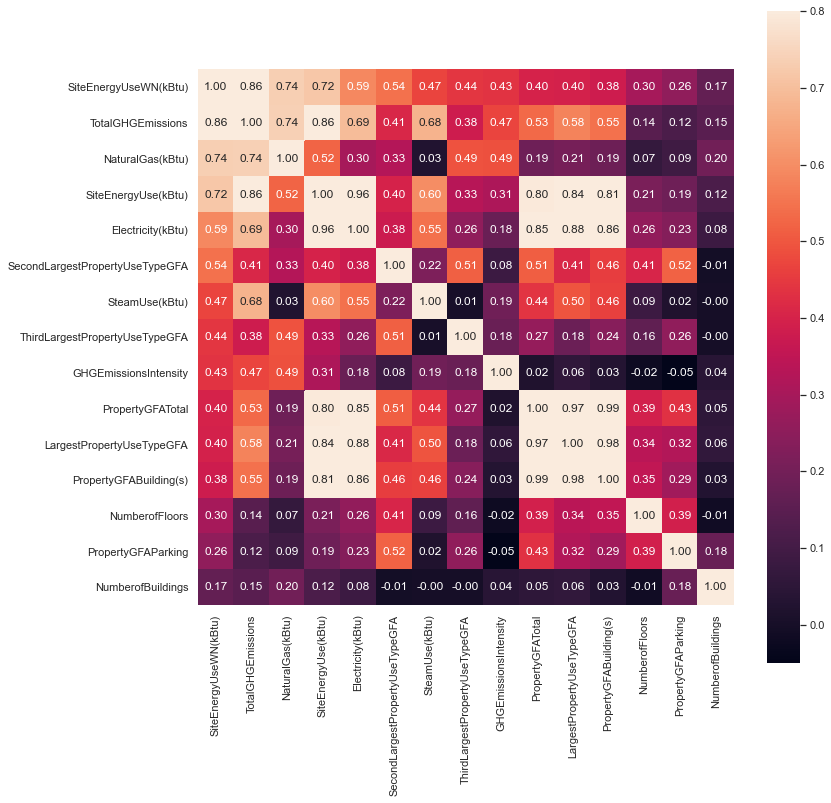 0.8
SiteEnergyUseWN(kBtu) 1.00 0.86 0.74 0.72 0.59 0.54 0.47 0.44 0.43 0.40 0.40 0.38 0.30 0.26 0.17
TotalGHGEmissions 0.86 1.00 0.74 0.86 0.69 0.41 0.68 0.38 0.47 0.53 0.58 0.55 0.14 0.12 0.15
0.7
NaturalGas(kBtu) 0.74 0.74 1.00 0.52 0.30 0.33 0.03 0.49 0.49 0.19 0.21 0.19 0.07 0.09 0.20
SiteEnergyUse(kBtu) 0.72 0.86 0.52 1.00 0.96 0.40 0.60 0.33 0.31 0.80 0.84 0.81 0.21 0.19 0.12
0.6
Electricity(kBtu) 0.59 0.69 0.30 0.96 1.00 0.38 0.55 0.26 0.18 0.85 0.88 0.86 0.26 0.23 0.08
0.5
SecondLargestPropertyUseTypeGFA 0.54 0.41 0.33 0.40 0.38 1.00 0.22 0.51 0.08 0.51 0.41 0.46 0.41 0.52 -0.01
SteamUse(kBtu) 0.47 0.68 0.03 0.60 0.55 0.22 1.00 0.01 0.19 0.44 0.50 0.46 0.09 0.02 -0.00
0.4
ThirdLargestPropertyUseTypeGFA 0.44 0.38 0.49 0.33 0.26 0.51 0.01 1.00 0.18 0.27 0.18 0.24 0.16 0.26 -0.00
GHGEmissionsIntensity 0.43 0.47 0.49 0.31 0.18 0.08 0.19 0.18 1.00 0.02 0.06 0.03 -0.02 -0.05 0.04
0.3
PropertyGFATotal 0.40 0.53 0.19 0.80 0.85 0.51 0.44 0.27 0.02 1.00 0.97 0.99 0.39 0.43 0.05
LargestPropertyUseTypeGFA 0.40 0.58 0.21 0.84 0.88 0.41 0.50 0.18 0.06 0.97 1.00 0.98 0.34 0.32 0.06
0.2
PropertyGFABuilding(s) 0.38 0.55 0.19 0.81 0.86 0.46 0.46 0.24 0.03 0.99 0.98 1.00 0.35 0.29 0.03
NumberofFloors 0.30 0.14 0.07 0.21 0.26 0.41 0.09 0.16 -0.02 0.39 0.34 0.35 1.00 0.39 -0.01
0.1
PropertyGFAParking 0.26 0.12 0.09 0.19 0.23 0.52 0.02 0.26 -0.05 0.43 0.32 0.29 0.39 1.00 0.18
NumberofBuildings 0.17 0.15 0.20 0.12 0.08 -0.01 -0.00 -0.00 0.04 0.05 0.06 0.03 -0.01 0.18 1.00
0.0
SiteEnergyUseWN(kBtu)
TotalGHGEmissions
NaturalGas(kBtu)
SiteEnergyUse(kBtu)
Electricity(kBtu)
SecondLargestPropertyUseTypeGFA
SteamUse(kBtu)
ThirdLargestPropertyUseTypeGFA
GHGEmissionsIntensity
PropertyGFATotal
LargestPropertyUseTypeGFA
PropertyGFABuilding(s)
NumberofFloors
PropertyGFAParking
NumberofBuildings